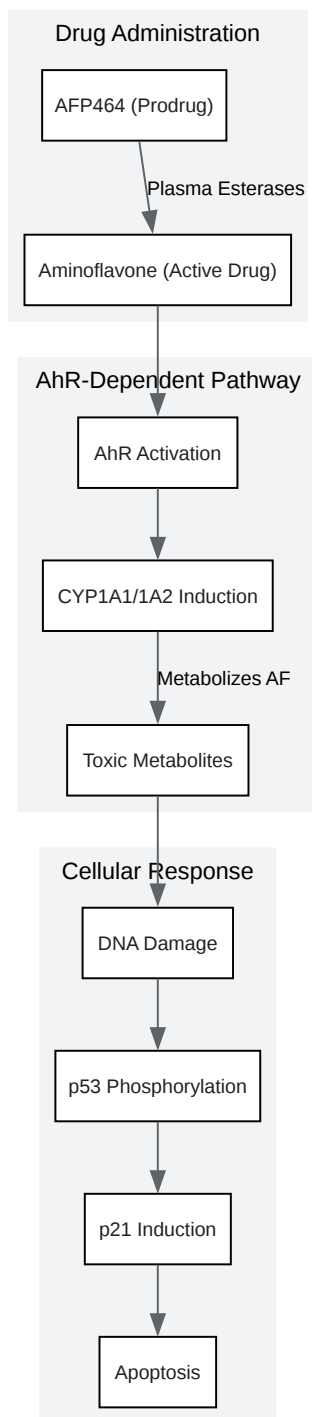 Drug Administration
AFP464 (Prodrug)
Plasma Esterases
Aminoflavone (Active Drug)
AhR-Dependent Pathway
AhR Activation
CYP1A1/1A2 Induction
Metabolizes AF
Toxic Metabolites
Cellular Response
DNA Damage
p53 Phosphorylation
p21 Induction
Apoptosis